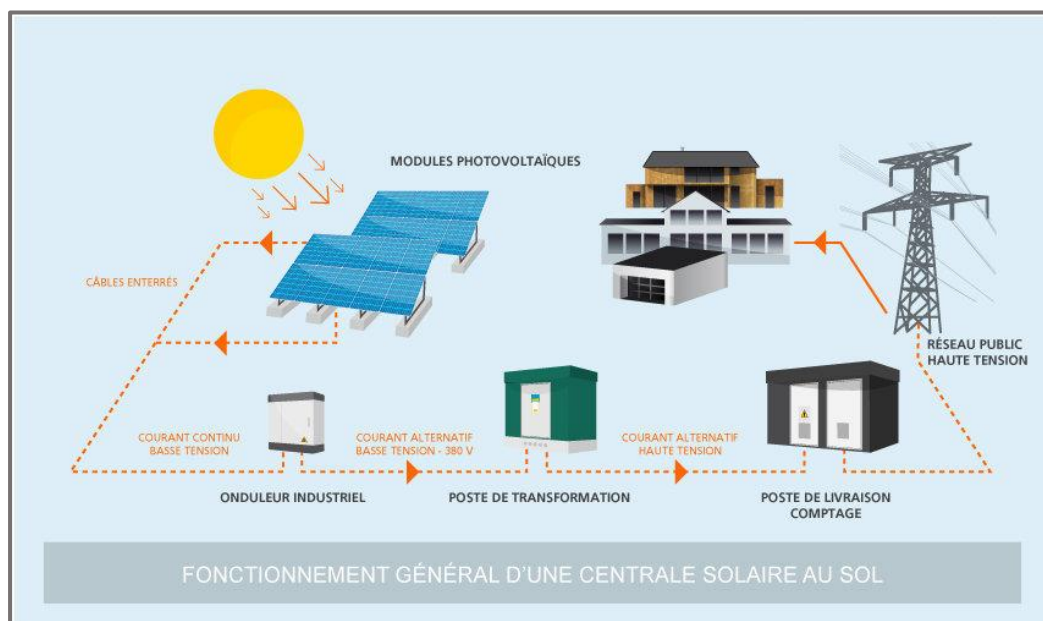 MODULES PHOTOVOLTAÏQUES
CÂBLES ENTERRÉS
RÉSEAU PUBLIC
HAUTE TENSION
COURANT CONTINU
BASSE TENSION
COURANT ALTERNATIF
BASSE TENSION - 380 V
COURANT ALTERNATIF
HAUTE TENSION
ONDULEUR INDUSTRIEL
POSTE DE TRANSFORMATION
POSTE DE LIVRAISON
COMPTAGE
FONCTIONNEMENT GÉNÉRAL D'UNE CENTRALE SOLAIRE AU SOL